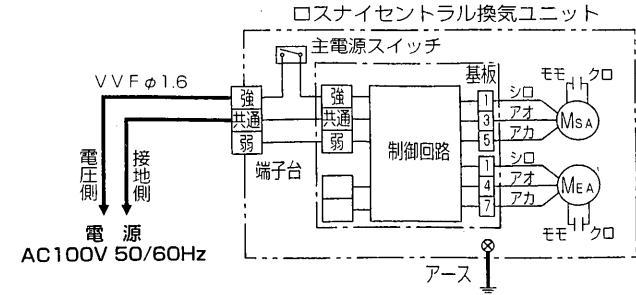 ロスナイセントラル換気ユニット
主電源スイッチ
VVFφ1.6
基板
強
共通
弱
端子台
強
共通
弱
制御回路
1
3
5
1
4
7
シロ
アオ
アカ
シロ
アオ
アカ
モモ
クロ
MSA
MEA
モモ
クロ
電圧側
接地側
電源
AC100V 50/60Hz
アース